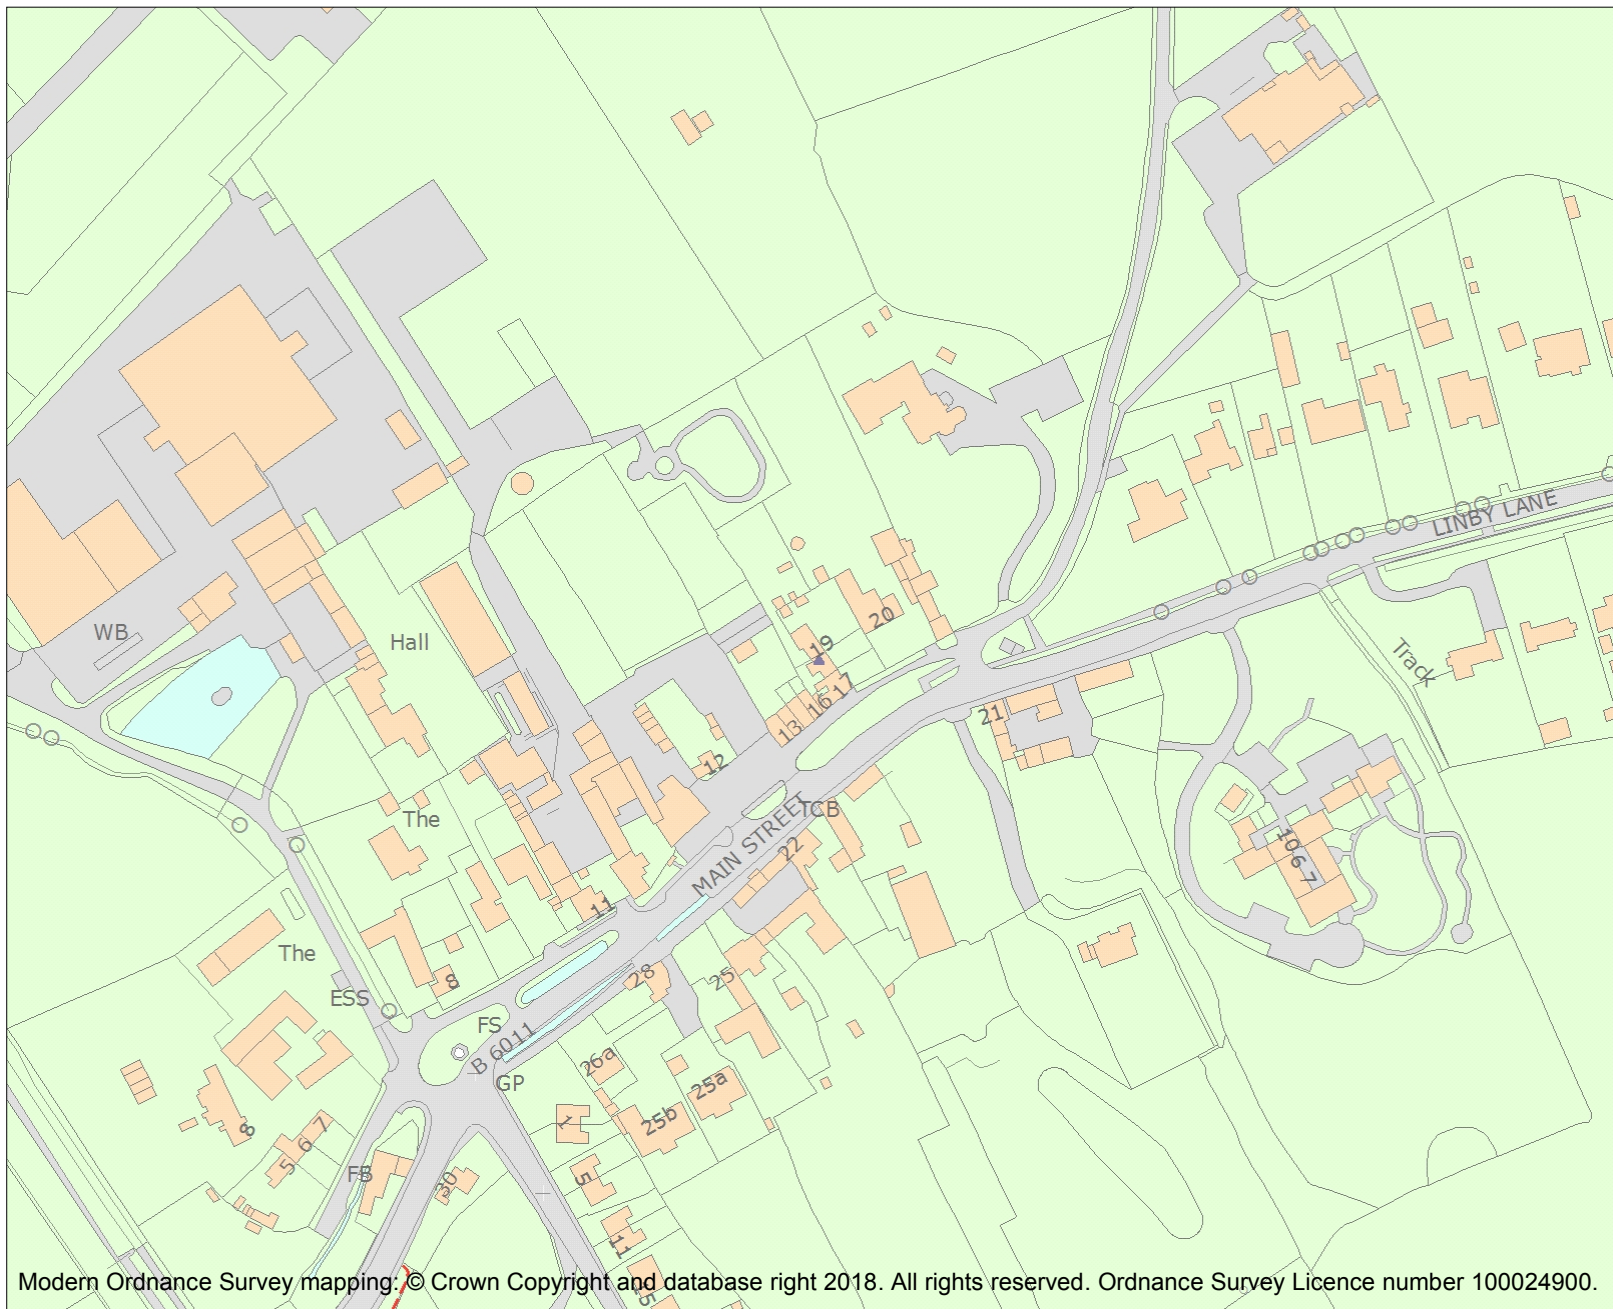 LINBY LANE
WB
Hall
20
19
Track
17
16
13
21
12
The
TCB
MAIN STREET
22
10 6 7
11
The
8
25
28
ESS
FS
B 6011
26a
GP
25a
25b
1
8
7
6
5
FB
30
5
11
15
Modern Ordnance Survey mapping: © Crown Copyright and database right 2018. All rights reserved. Ordnance Survey Licence number 100024900.